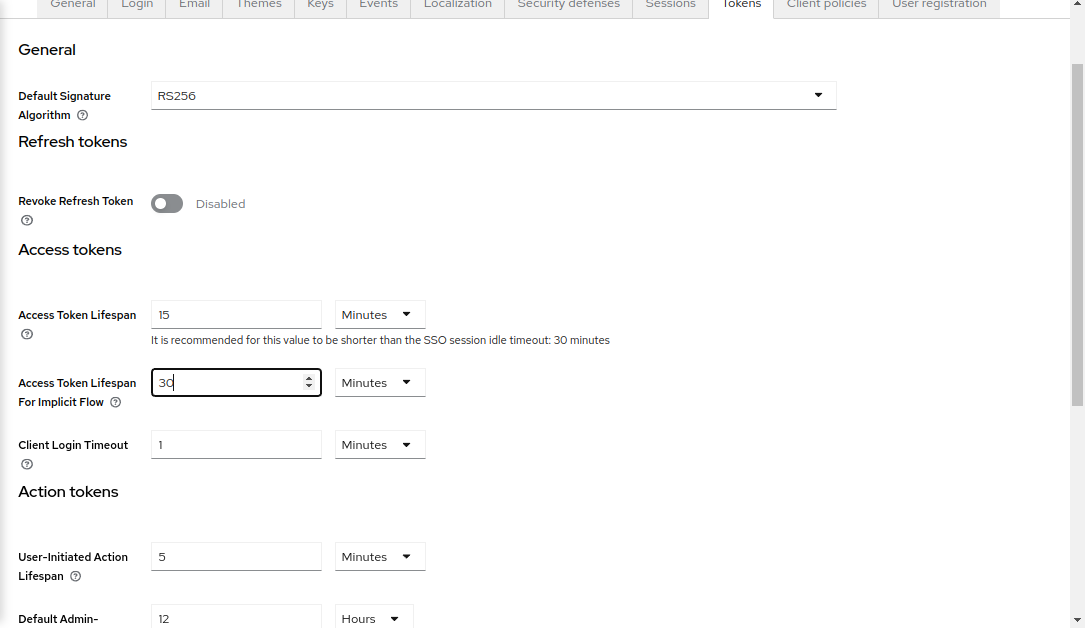 General Login Email Themes Keys Events Localization Security defenses Sessions Tokens Client policies User registration
General
Default Signature
Algorithm
RS256
Refresh tokens
Revoke Refresh Token
Disabled
Access tokens
Access Token Lifespan
15 Minutes
It is recommended for this value to be shorter than the SSO session idle timeout: 30 minutes
Access Token Lifespan
For Implicit Flow
30 Minutes
Client Login Timeout
1 Minutes
Action tokens
User-Initiated Action
Lifespan
5 Minutes
Default Admin-
12 Hours